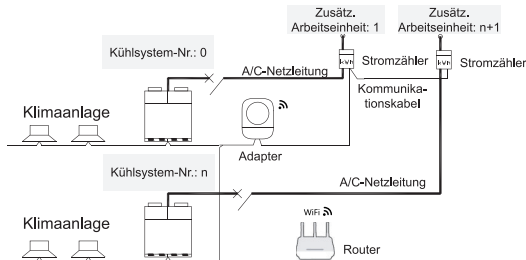 Zusätz.
Arbeitseinheit: 1
Zusätz.
Arbeitseinheit: n+1
Kühlsystem-Nr.: 0
kWh
Stromzähler
kWh
Stromzähler
A/C-Netzleitung
Kommunika-
tionskabel
Klimaanlage
Adapter
Kühlsystem-Nr.: n
A/C-Netzleitung
Klimaanlage
WiFi
Router